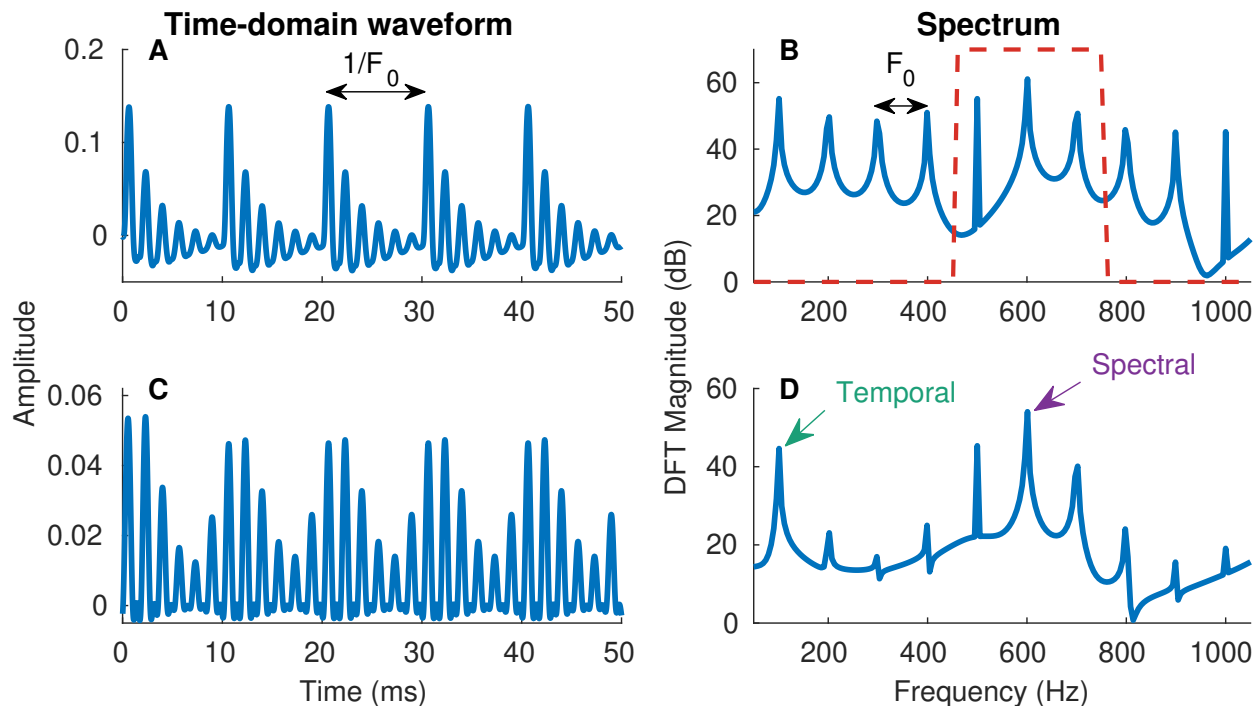 Time-domain waveform
Spectrum
A
1/F0
0.2
0.1
0
0 10 20 30 40 50
B
F0
60
40
20
0
200 400 600 800 1000
Amplitude
DFT Magnitude (dB)
C
0.06
0.04
0.02
0
0 10 20 30 40 50
Time (ms)
D
Temporal
Spectral
60
40
20
0
200 400 600 800 1000
Frequency (Hz)